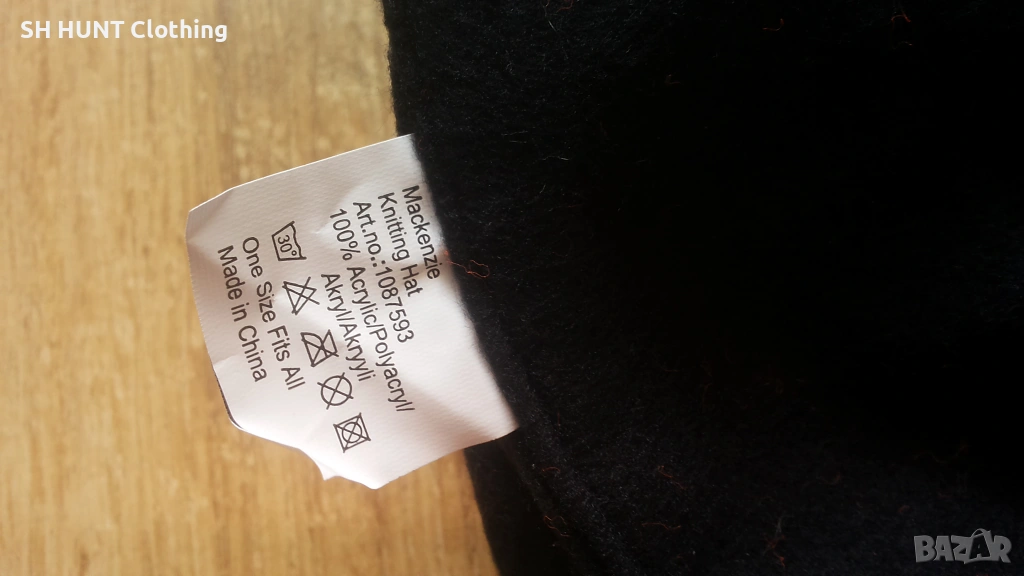 SH HUNT Clothing
Mackenzie
Knitting Hat
Art.no.:1087593
100% Acrylic/Polyacryl/
Akryl/Akryyli
30°
One Size Fits All
Made in China
BAZAR